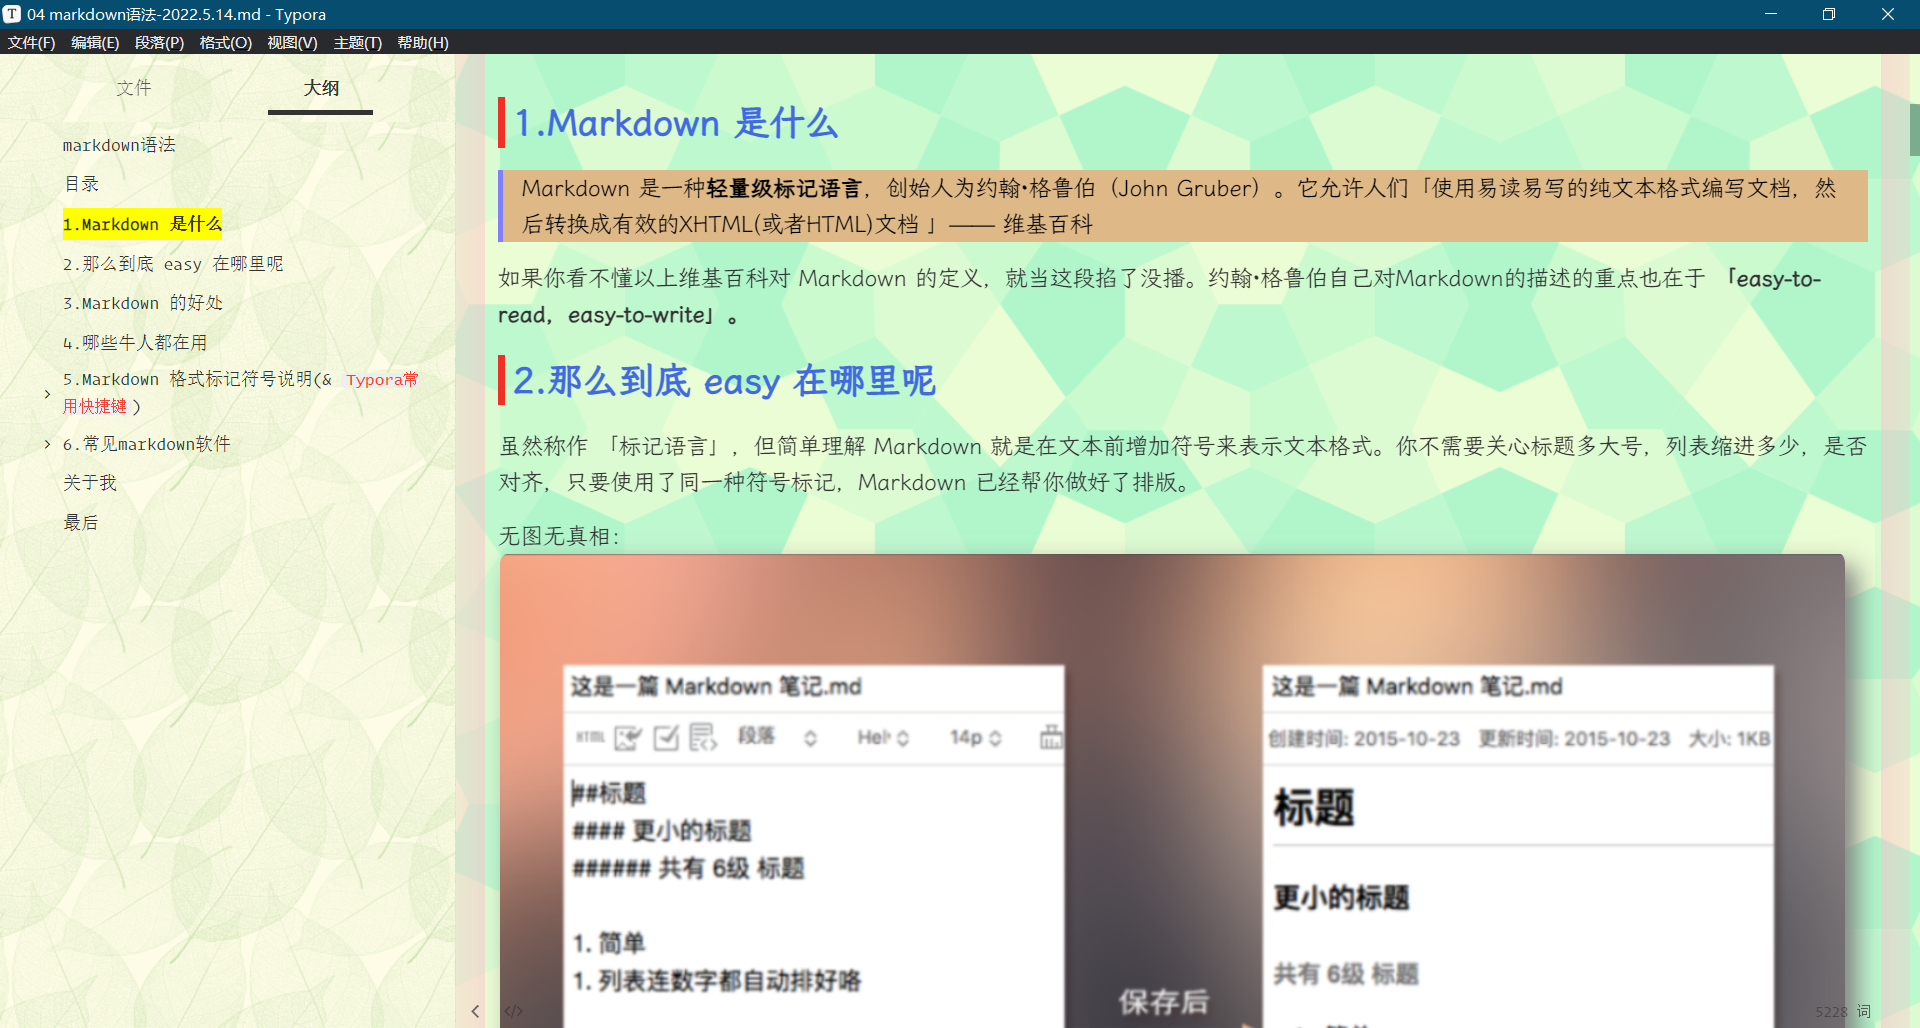 04 markdown语法-2022.5.14.md - Typora
文件(F) 编辑(E) 段落(P) 格式(O) 视图(V) 主题(T) 帮助(H)
文件 大纲
markdown语法
目录
1.Markdown 是什么
2.那么到底 easy 在哪里呢
3.Markdown 的好处
4.哪些牛人都在用
5.Markdown 格式标记符号说明(& Typora常
用快捷键 )
6.常见markdown软件
关于我
最后
1.Markdown 是什么
Markdown 是一种轻量级标记语言，创始人为约翰•格鲁伯（John Gruber）。它允许人们「使用易读易写的纯文本格式编写文档，然
后转换成有效的XHTML(或者HTML)文档 」—— 维基百科
如果你看不懂以上维基百科对 Markdown 的定义，就当这段掐了没播。约翰•格鲁伯自己对Markdown的描述的重点也在于 「easy-to-
read，easy-to-write」。
2.那么到底 easy 在哪里呢
虽然称作 「标记语言」，但简单理解 Markdown 就是在文本前增加符号来表示文本格式。你不需要关心标题多大号，列表缩进多少，是否
对齐，只要使用了同一种符号标记，Markdown 已经帮你做好了排版。
无图无真相：
这是一篇 Markdown 笔记.md
HTML 段落 Hel 14p
##标题
#### 更小的标题
###### 共有 6级 标题
1. 简单
1. 列表连数字都自动排好咯
保存后
这是一篇 Markdown 笔记.md
创建时间: 2015-10-23 更新时间: 2015-10-23 大小: 1KB
标题
更小的标题
共有 6级 标题
5228 词